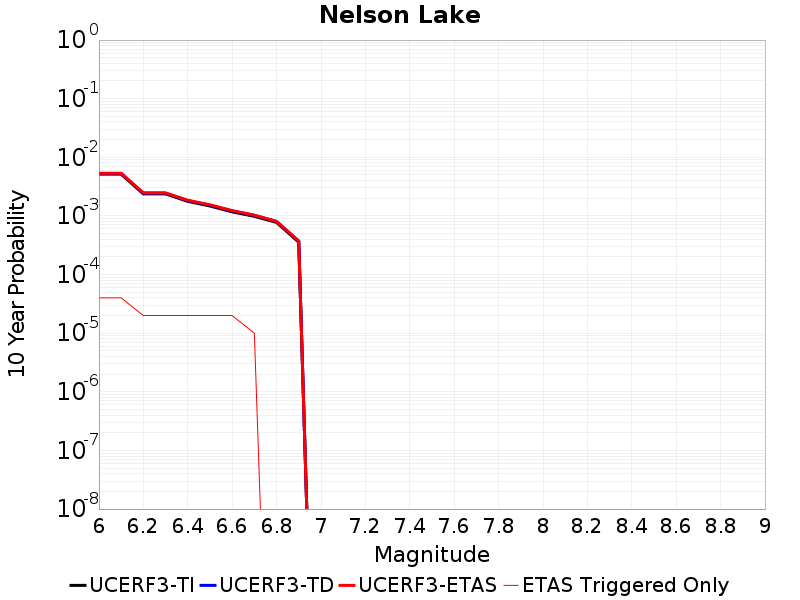 Nelson Lake
10^0
10^-1
10^-2
10^-3
10^-4
10^-5
10^-6
10^-7
10^-8
10 Year Probability
6 6.2 6.4 6.6 6.8 7 7.2 7.4 7.6 7.8 8 8.2 8.4 8.6 8.8 9
Magnitude
UCERF3-TI UCERF3-TD UCERF3-ETAS ETAS Triggered Only